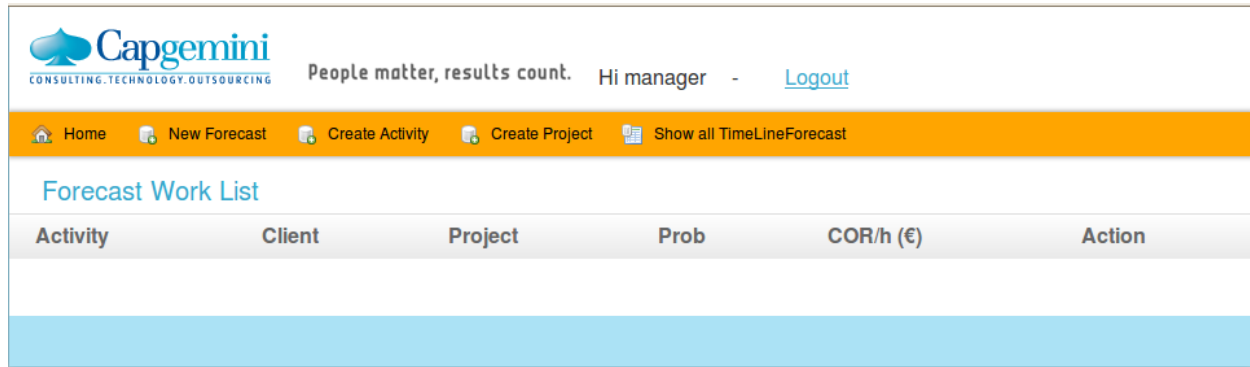 Capgemini
CONSULTING.TECHNOLOGY.OUTSOURCING
People matter, results count. Hi manager - Logout
Home New Forecast Create Activity Create Project Show all TimeLineForecast
Forecast Work List
Activity Client Project Prob COR/h (€) Action